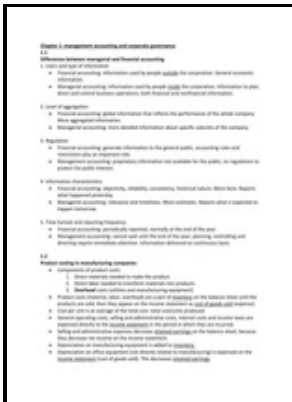 Chapter 1. management accounting and corporate governance
1.1
Differences between managerial and financial accounting
1. Users and type of information
Financial accounting: information used by people outside the corporation. General economic
information.
Managerial accounting: information used by people inside the corporation. Information to plan,
direct and control business operations; both financial and nonfinancial information.
2. Level of aggregation
Financial accounting: global information that reflects the performance of the whole company.
More aggregated information.
Managerial accounting: more detailed information about specific subunits of the company.
3. Regulation
Financial accounting: generate information to the general public, accounting rules and
restrictions play an important role.
Management accounting: proprietary information not available for the public, no regulations to
protect the public interest.
4. Information characteristics
Financial accounting: objectivity, reliability, consistency, historical nature. More facts. Reports
what happened yesterday.
Managerial accounting: relevance and timeliness. More estimates. Reports what is expected to
happen tomorrow.
5. Time horizon and reporting frequency
Financial accounting: periodically reported; normally at the end of the year.
Management accounting: cannot wait until the end of the year; planning, controlling and
directing require immediate attention. Information delivered on continuous basis.
1.2
Product costing in manufacturing companies
Components of product costs:
1. Direct materials needed to make the product
2. Direct labor needed to transform materials into products
3. Overhead costs (utilities and manufacturing equipment)
Product costs (material, labor, overhead) are a part of inventory on the balance sheet until the
products are sold, then they appear on the income statement as cost of goods sold (expense).
Cost per unit is an average of the total cost: total cost/units produced
General operating costs, selling and administrative costs, interest costs and income taxes are
expensed directly to the income statement in the period in which they are incurred.
Selling and administrative expenses decrease retained earnings on the balance sheet, because
they decrease net income on the income statement.
Depreciation on manufacturing equipment is added to inventory.
Depreciation on office equipment (not directly related to manufacturing) is expensed on the
income statement (cost of goods sold). This decreases retained earnings.